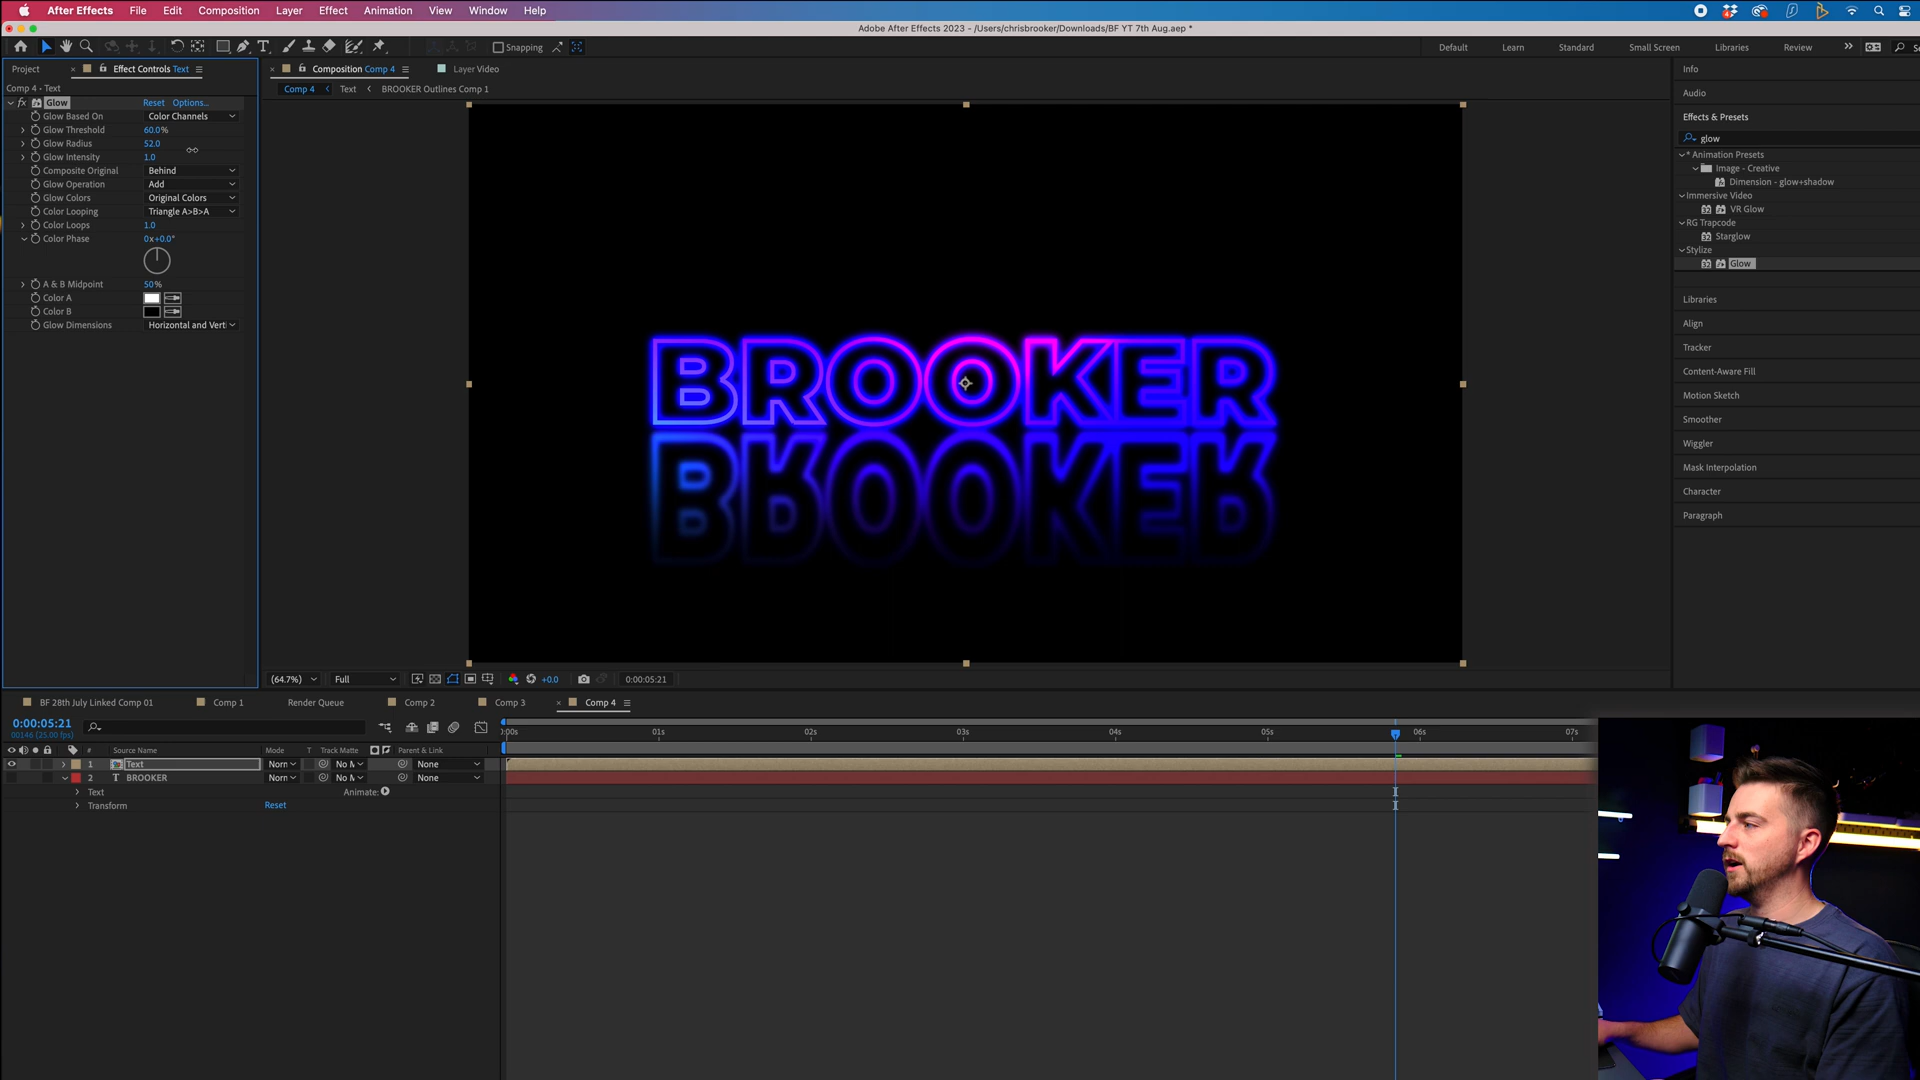 After Effects File Edit Composition Layer Effect Animation View Window Help
Adobe After Effects 2023 - /Users/chrisbrooker/Downloads/BF YT 7th Aug.aep *
Snapping Default Learn Standard Small Screen Libraries Review
Project Effect Controls Text Composition Comp 4 Layer Video Info
Comp 4 • Text Comp 4 Text BROOKER Outlines Comp 1
Audio
fx Glow Reset Options...
Glow Based On Color Channels
Glow Threshold 60.0%
Glow Radius 52.0
Glow Intensity 1.0
Composite Original Behind
Glow Operation Add
Glow Colors Original Colors
Color Looping Triangle A>B>A
Color Loops 1.0
Color Phase 0x+0.0°
A & B Midpoint 50%
Color A
Color B
Glow Dimensions Horizontal and Verti
Effects & Presets
glow
* Animation Presets
Image - Creative
Dimension - glow+shadow
Immersive Video
VR Glow
RG Trapcode
Starglow
Stylize
Glow
Libraries
Align
Tracker
Content-Aware Fill
Motion Sketch
Smoother
Wiggler
Mask Interpolation
Character
Paragraph
BROOKER
BROOKER
(64.7%) Full +0.0 0:00:05:21
BF 28th July Linked Comp 01 Comp 1 Render Queue Comp 2 Comp 3 Comp 4
0:00:05:21
00146 (25.00 fps)
:00s 01s 02s 03s 04s 05s 06s 07s
# Source Name Mode T Track Matte Parent & Link
1 Text Norn No M None
2 T BROOKER Norn No M None
Text Animate:
Transform Reset